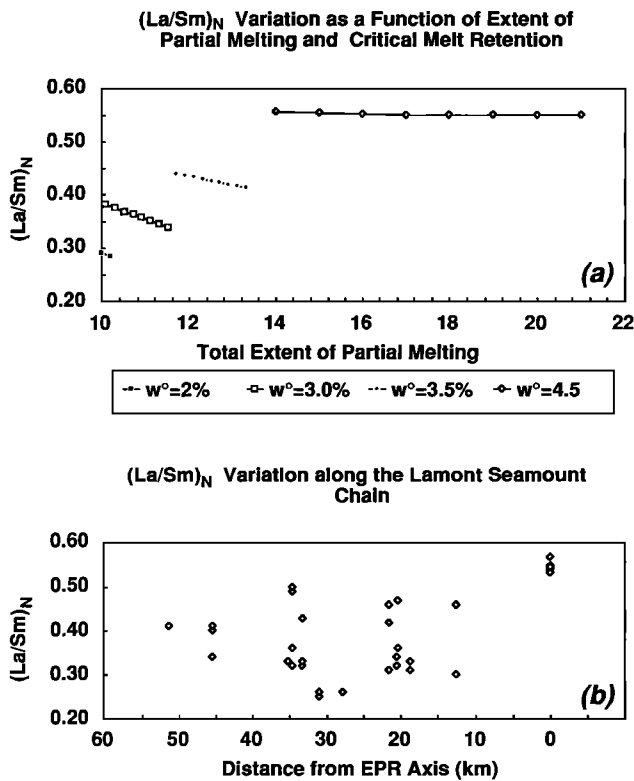 (La/Sm)N Variation as a Function of Extent of
Partial Melting and Critical Melt Retention
0.60
0.50
0.40
0.30
0.20
(La/Sm)N
(a)
10 12 14 16 18 20 22
Total Extent of Partial Melting
w°=2% w°=3.0% w°=3.5% w°=4.5
(La/Sm)N Variation along the Lamont Seamount
Chain
0.60
0.50
0.40
0.30
0.20
(La/Sm)N
(b)
60 50 40 30 20 10 0
Distance from EPR Axis (km)